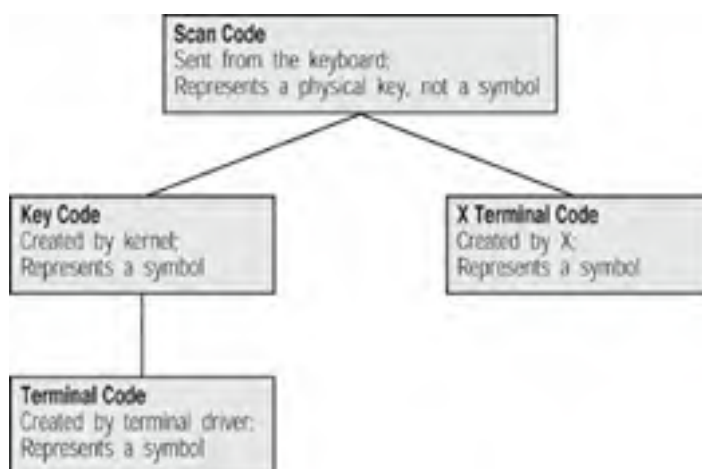 Scan Code
Sent from the keyboard;
Represents a physical key, not a symbol
Key Code
Created by kernel;
Represents a symbol
X Terminal Code
Created by X;
Represents a symbol
Terminal Code
Created by terminal driver;
Represents a symbol